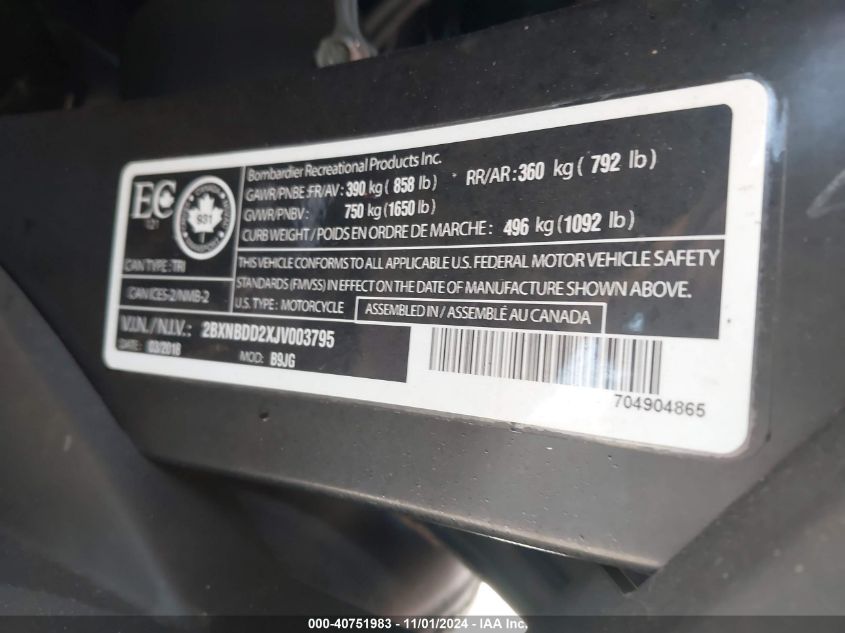 Bombardier Recreational Products Inc.
GAWR/PNBE:FR/AV: 390 kg ( 858 lb) RR/AR: 360 kg ( 792 lb)
GVWR/PNBV: 750 kg (1650 lb)
CURB WEIGHT / POIDS EN ORDRE DE MARCHE : 496 kg (1092 lb)
EC
121
CANADA
931
CAN TYPE: TRI
CAN ICES-2/NMB-2
THIS VEHICLE CONFORMS TO ALL APPLICABLE U.S. FEDERAL MOTOR VEHICLE SAFETY
STANDARDS (FMVSS) IN EFFECT ON THE DATE OF MANUFACTURE SHOWN ABOVE.
U.S. TYPE : MOTORCYCLE ASSEMBLED IN / ASSEMBLÉ AU CANADA
V.I.N. / N.I.V.: 2BXNBDD2XJV003795
DATE: 03/2018 MOD: B9JG
704904865
000-40751983 - 11/01/2024 - IAA Inc.